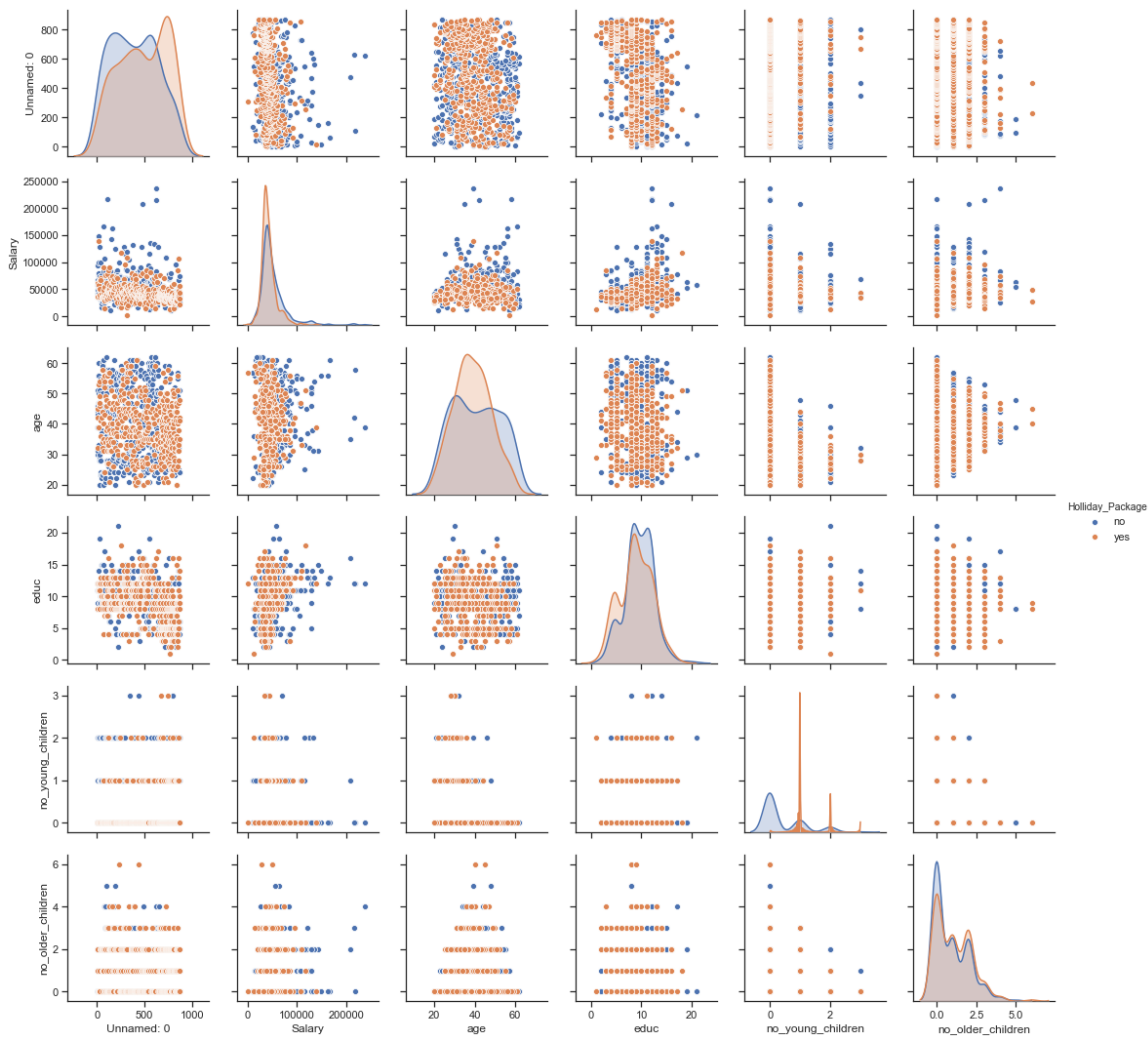 800
600
400
200
0
Unnamed: 0
250000
200000
150000
100000
50000
0
Salary
60
50
40
30
20
age
Holliday_Package
no
yes
20
15
10
5
0
educ
3
2
1
0
no_young_children
6
4
2
0
no_older_children
0 500 1000
0 100000 200000
20 40 60
0 10 20
0 2
0.0 2.5 5.0
Unnamed: 0
Salary
age
educ
no_young_children
no_older_children